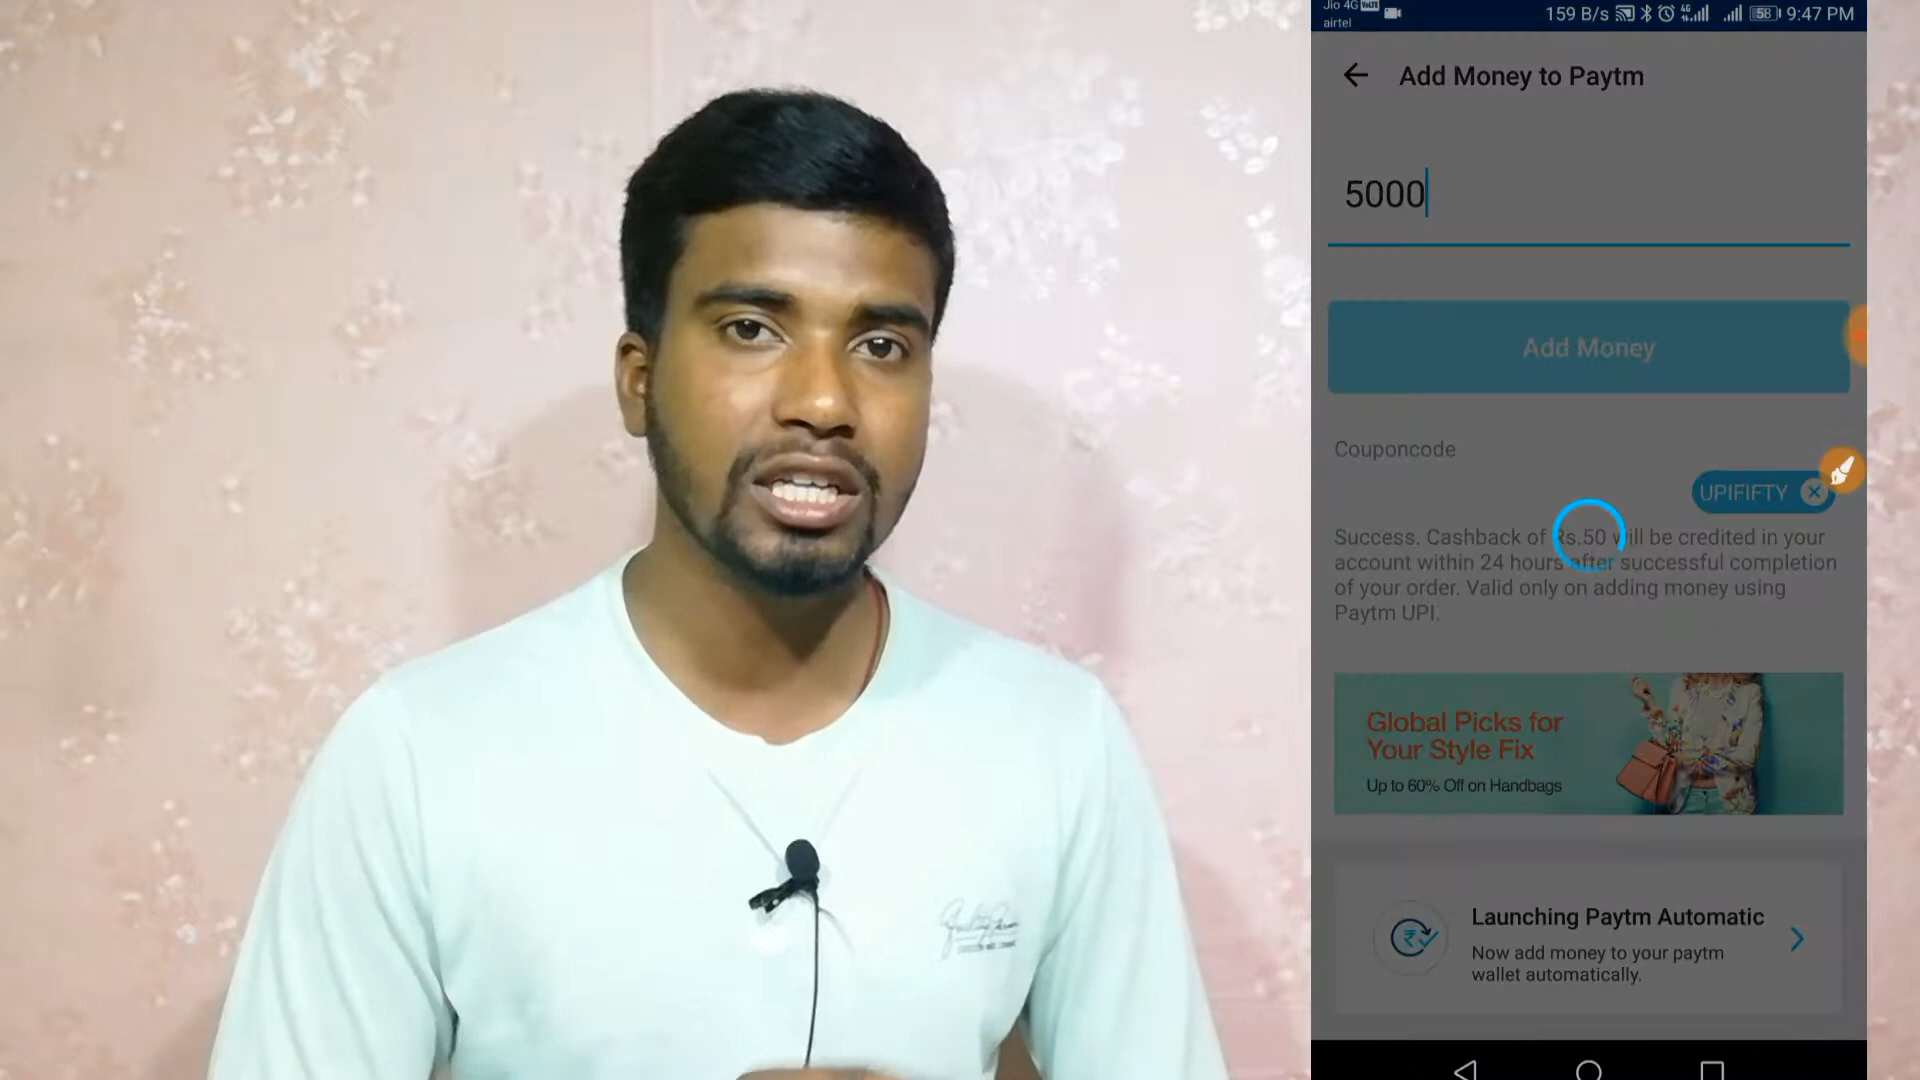 Jio 4G VoLTE
airtel
159 B/s 4G 58 9:47 PM
Add Money to Paytm
5000
Add Money
Couponcode
UPIFIFTY
Success. Cashback of Rs.50 will be credited in your
account within 24 hours after successful completion
of your order. Valid only on adding money using
Paytm UPI.
Global Picks for
Your Style Fix
Up to 60% Off on Handbags
Launching Paytm Automatic
Now add money to your paytm
wallet automatically.